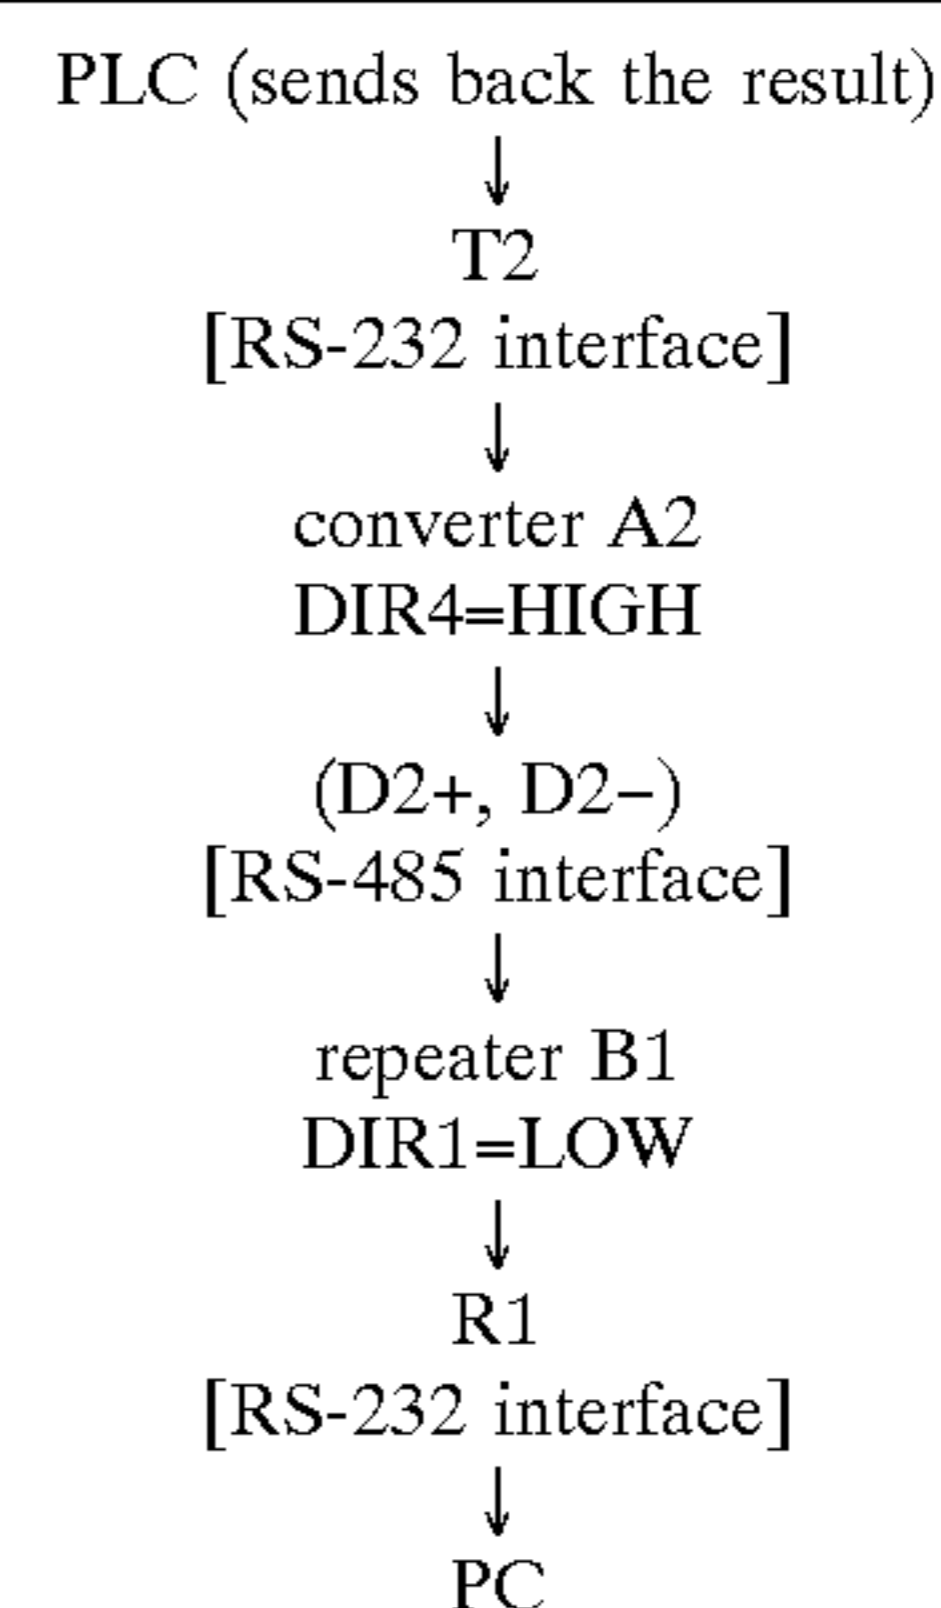 PLC (sends back the result)
↓
T2
[RS-232 interface]
↓
converter A2
DIR4=HIGH
↓
(D2+, D2−)
[RS-485 interface]
↓
repeater B1
DIR1=LOW
↓
R1
[RS-232 interface]
↓
PC